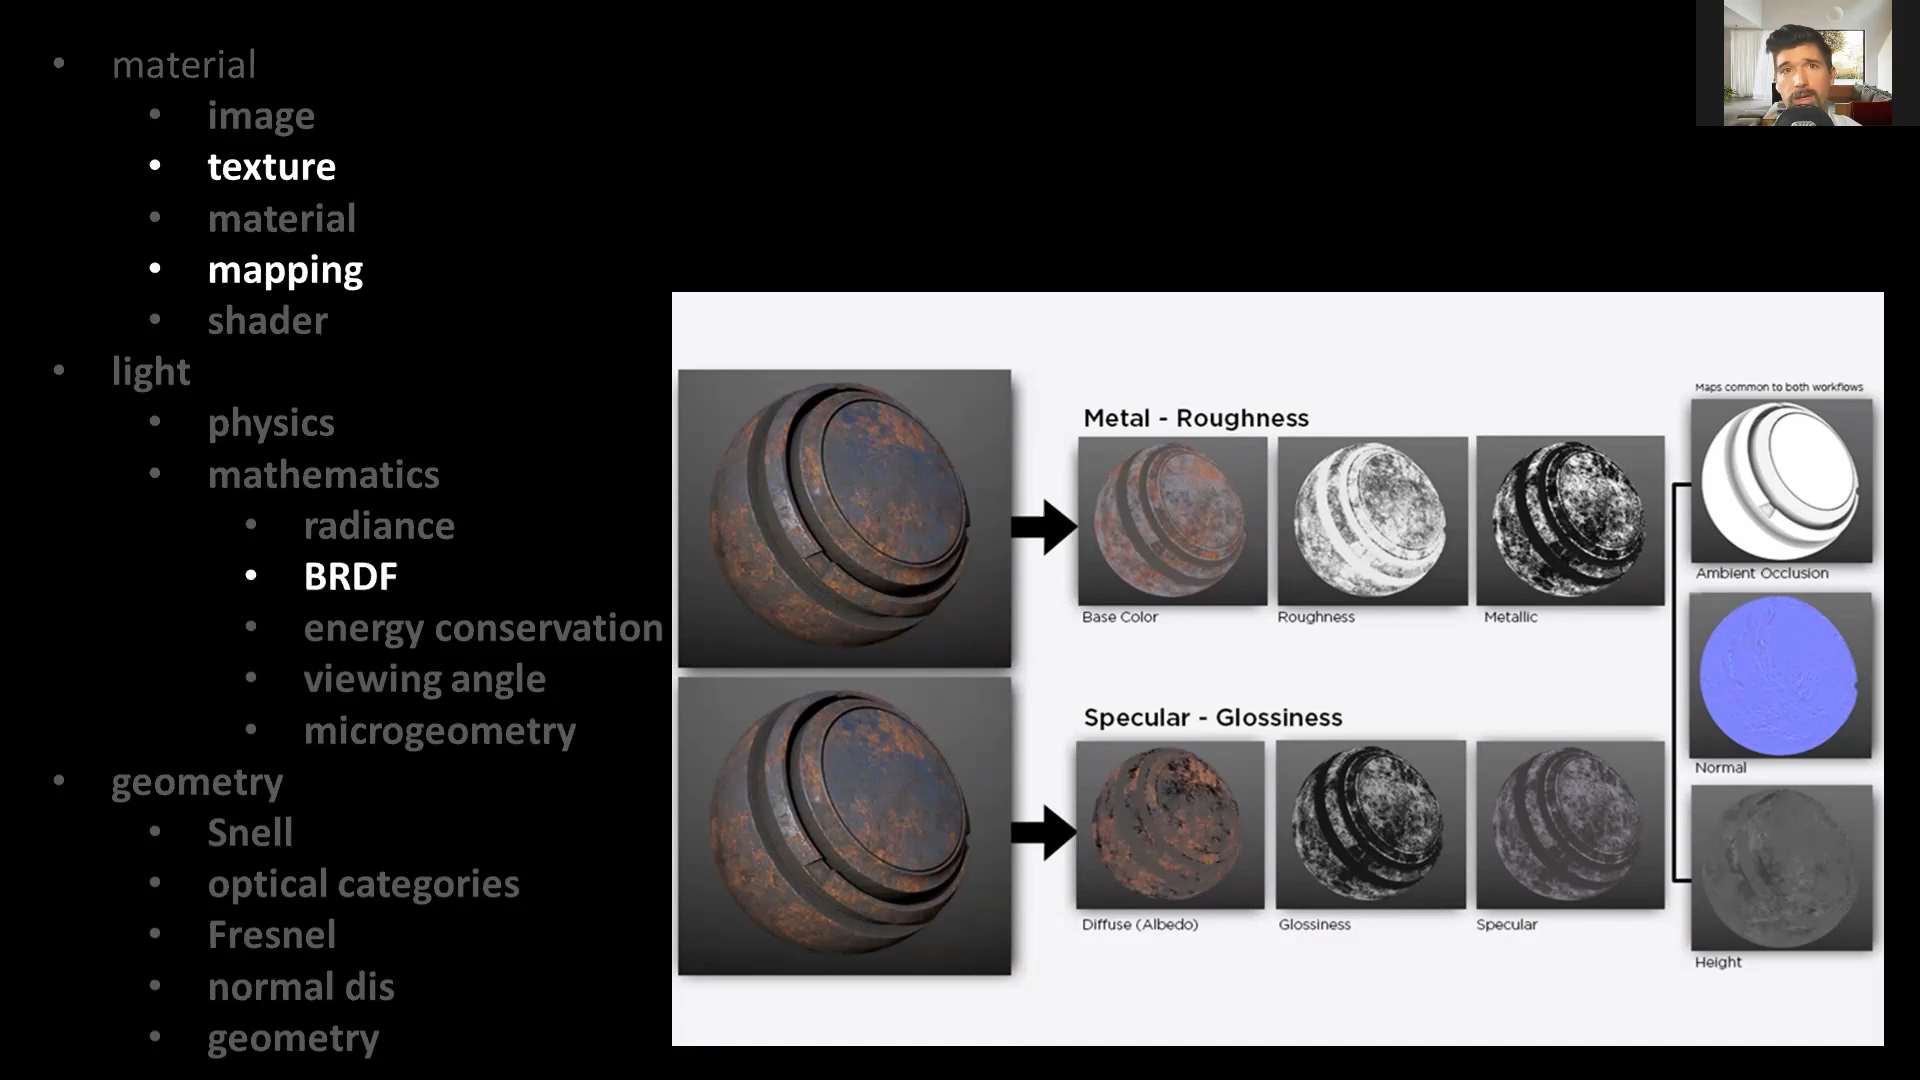 material
image
texture
material
mapping
shader
light
physics
mathematics
radiance
BRDF
energy conservation
viewing angle
microgeometry
geometry
Snell
optical categories
Fresnel
normal dis
geometry
Metal - Roughness
Base Color
Roughness
Metallic
Specular - Glossiness
Diffuse (Albedo)
Glossiness
Specular
Maps common to both workflows
Ambient Occlusion
Normal
Height